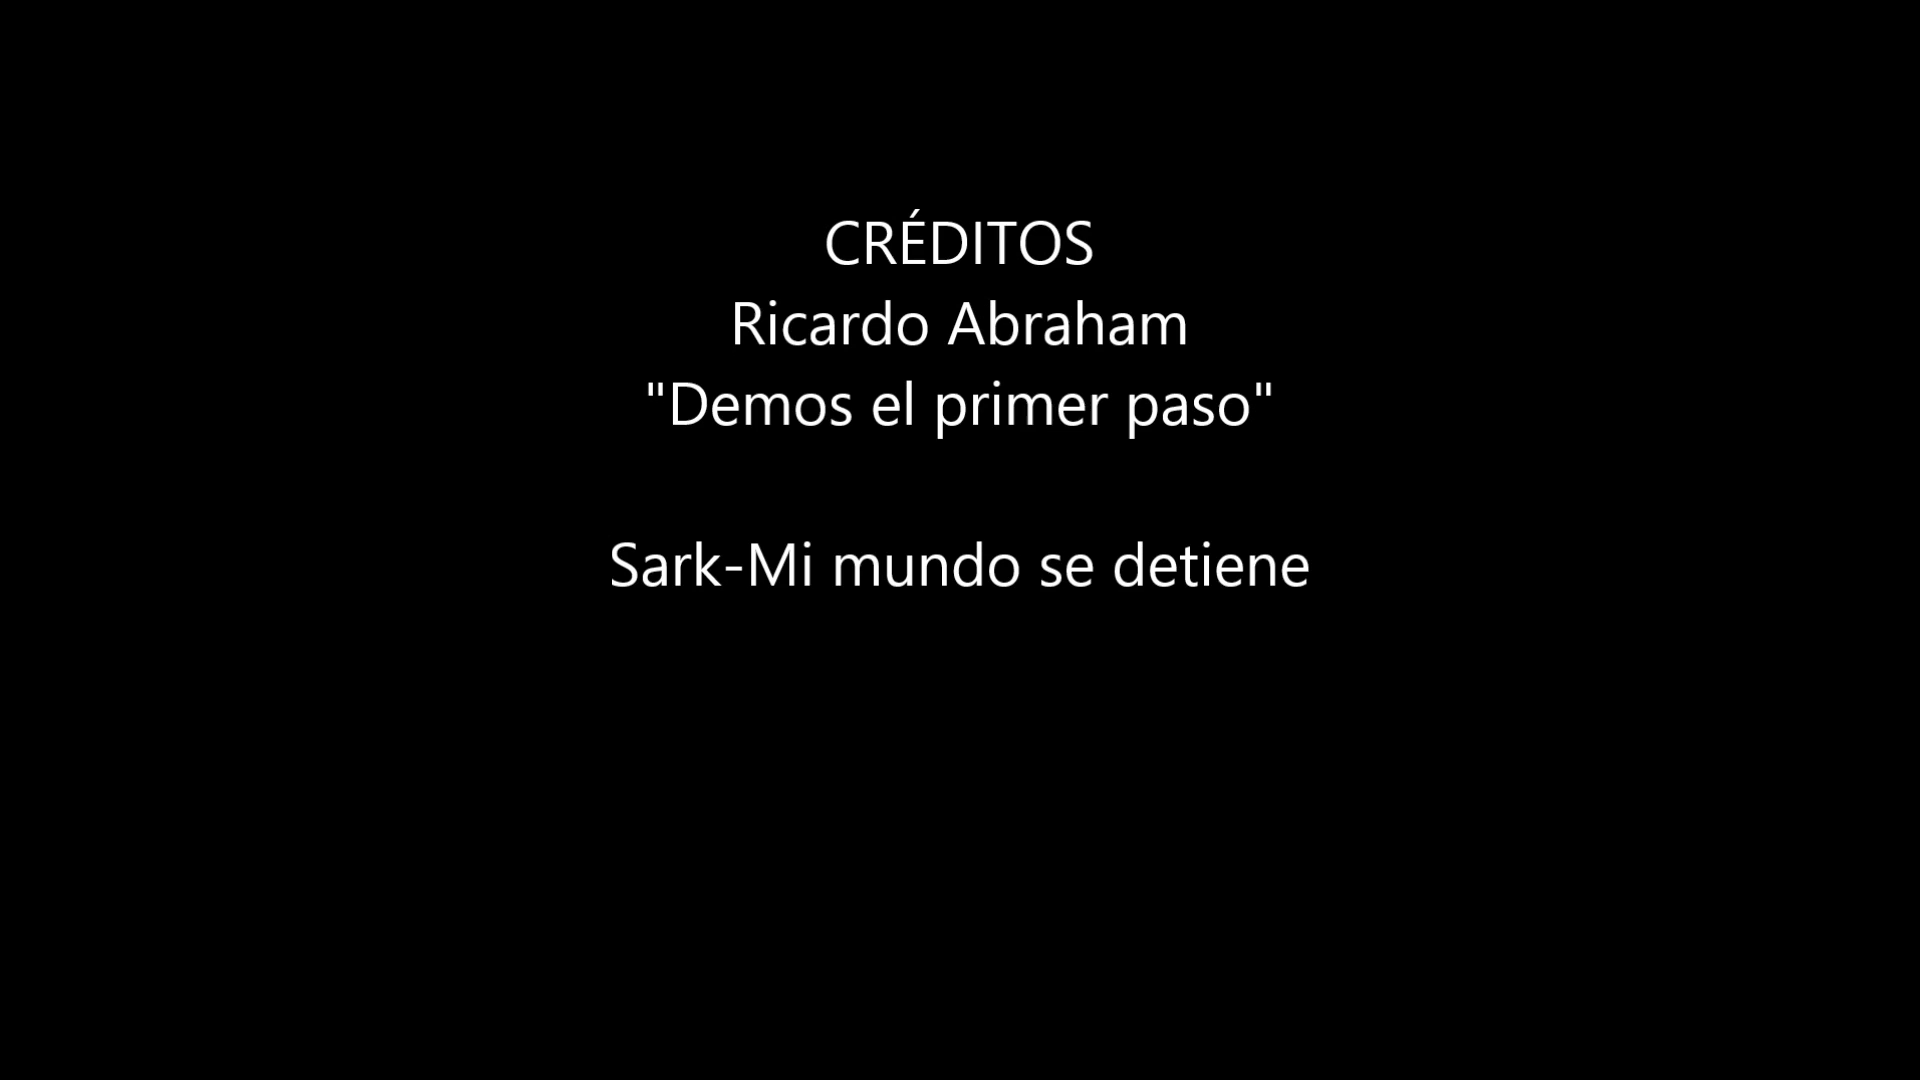 CRÉDITOS
Ricardo Abraham
"Demos el primer paso"
Sark-Mi mundo se detiene